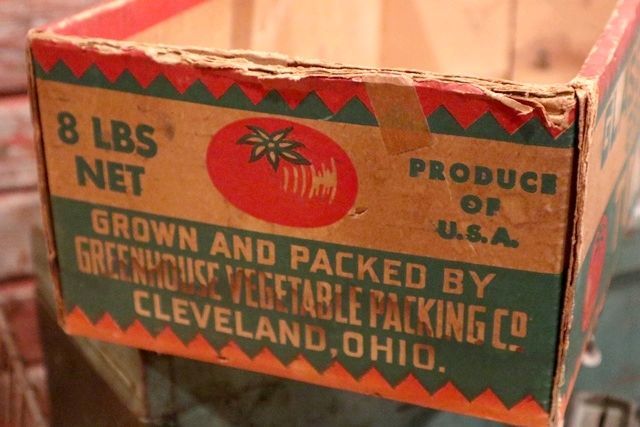 8 LBS
NET
PRODUCE
OF
U.S.A.
GROWN AND PACKED BY
GREENHOUSE VEGETABLE PACKING CO
CLEVELAND, OHIO.